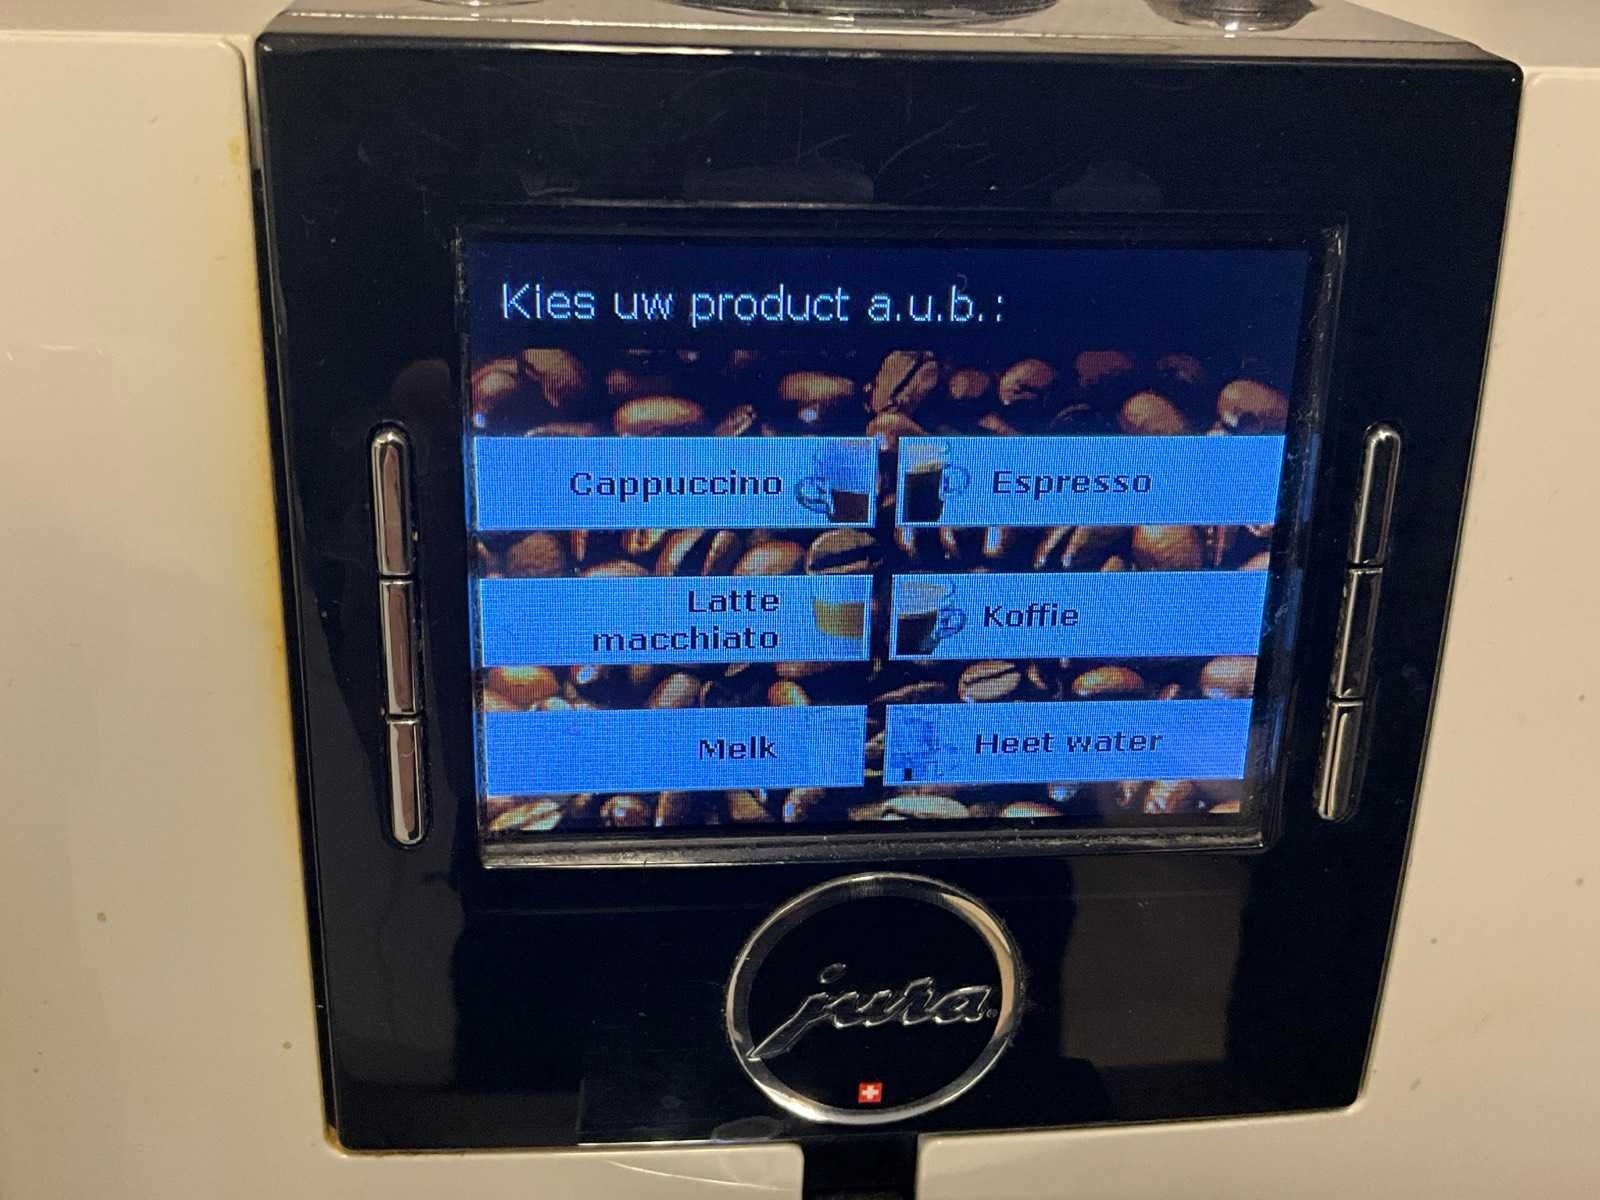 Kies uw product a.u.b.:
Cappuccino
Espresso
Latte
macchiato
Koffie
Melk
Heet water
jura